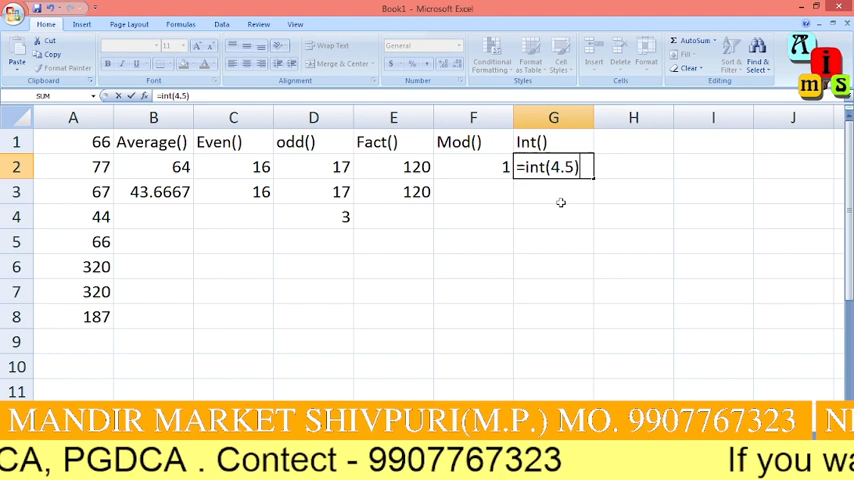 Book1 - Microsoft Excel
Home Insert Page Layout Formulas Data Review View
Paste
Cut
Copy
Format Painter
Clipboard
11
Font
Wrap Text
Merge & Center
Alignment
General
Number
Conditional Formatting
Format as Table
Cell Styles
Styles
Insert Delete Format
Cells
AutoSum
Fill
Clear
Sort & Filter
Find & Select
Editing
A i m s
SUM =int(4.5)
A B C D E F G H I J
1 66 Average() Even() odd() Fact() Mod() Int()
2 77 64 16 17 120 1 =int(4.5)
3 67 43.6667 16 17 120
4 44 3
5 66
6 320
7 320
8 187
9
10
11
MANDIR MARKET SHIVPURI(M.P.) MO. 9907767323
CA, PGDCA . Contect - 9907767323 If you wa